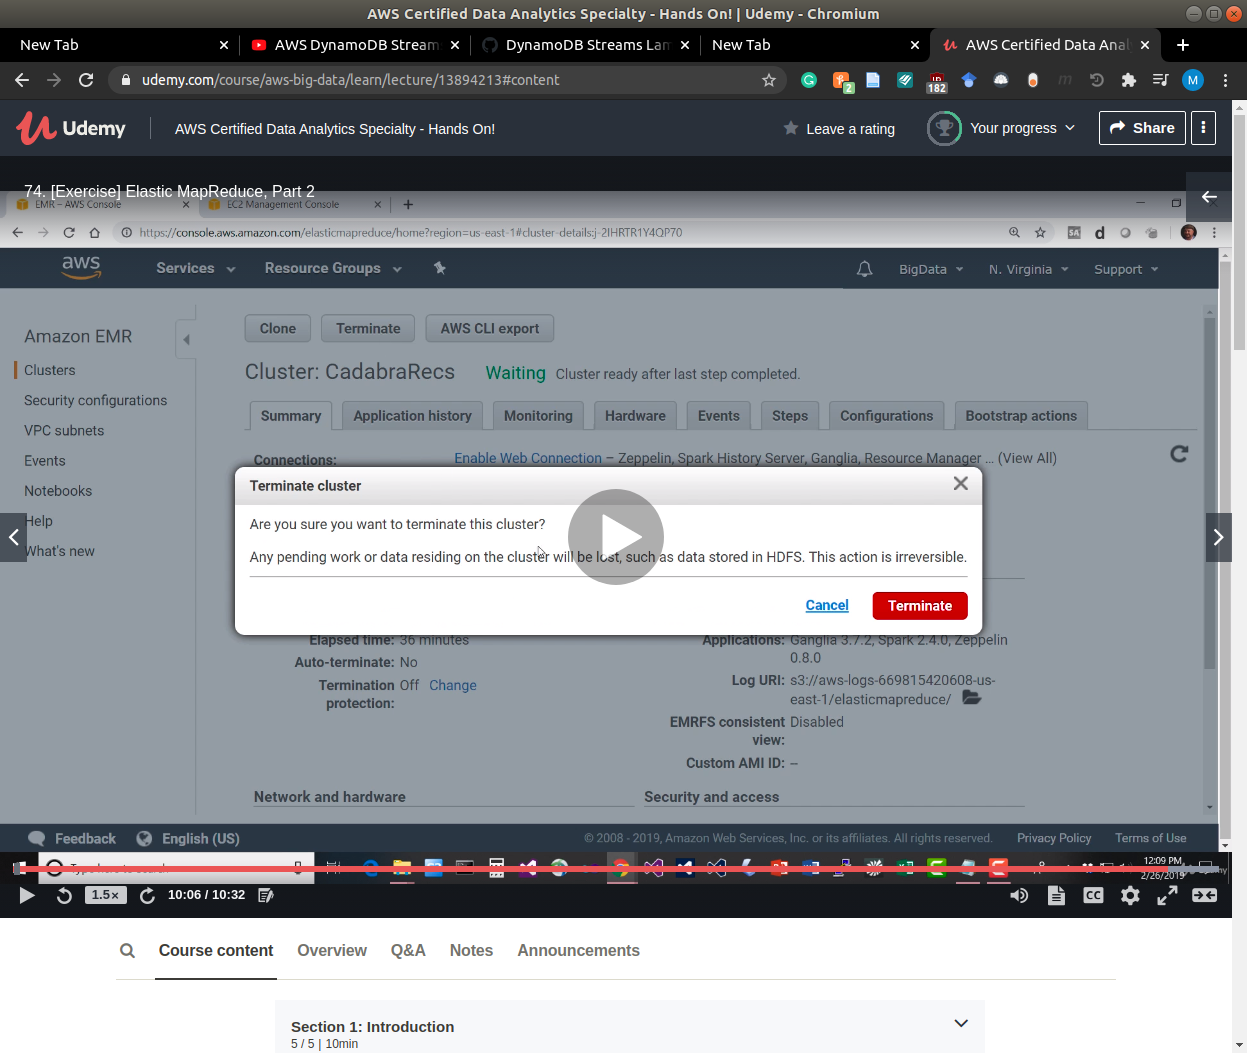 AWS Certified Data Analytics Specialty - Hands On! | Udemy - Chromium
New Tab
AWS DynamoDB Stream
DynamoDB Streams Lam
New Tab
AWS Certified Data Anal
udemy.com/course/aws-big-data/learn/lecture/13894213#content
2
182
M
Udemy
AWS Certified Data Analytics Specialty - Hands On!
Leave a rating
Your progress
Share
74. [Exercise] Elastic MapReduce, Part 2
EMR – AWS Console
EC2 Management Console
https://console.aws.amazon.com/elasticmapreduce/home?region=us-east-1#cluster-details:j-2IHRTR1Y4QP70
aws
Services
Resource Groups
BigData
N. Virginia
Support
Amazon EMR
Clusters
Security configurations
VPC subnets
Events
Notebooks
Help
What's new
Clone
Terminate
AWS CLI export
Cluster: CadabraRecs
Waiting
Cluster ready after last step completed.
Summary
Application history
Monitoring
Hardware
Events
Steps
Configurations
Bootstrap actions
Connections:
Enable Web Connection – Zeppelin, Spark History Server, Ganglia, Resource Manager ... (View All)
Terminate cluster
Are you sure you want to terminate this cluster?
Any pending work or data residing on the cluster will be lost, such as data stored in HDFS. This action is irreversible.
Cancel
Terminate
Elapsed time: 36 minutes
Auto-terminate: No
Termination protection: Off Change
Applications: Ganglia 3.7.2, Spark 2.4.0, Zeppelin
0.8.0
Log URI: s3://aws-logs-669815420608-us-
east-1/elasticmapreduce/
EMRFS consistent view: Disabled
Custom AMI ID: --
Network and hardware
Security and access
Feedback
English (US)
© 2008 - 2019, Amazon Web Services, Inc. or its affiliates. All rights reserved.
Privacy Policy
Terms of Use
12:09 PM
2/26/2019
1.5×
10:06 / 10:32
CC
Course content
Overview
Q&A
Notes
Announcements
Section 1: Introduction
5 / 5 | 10min